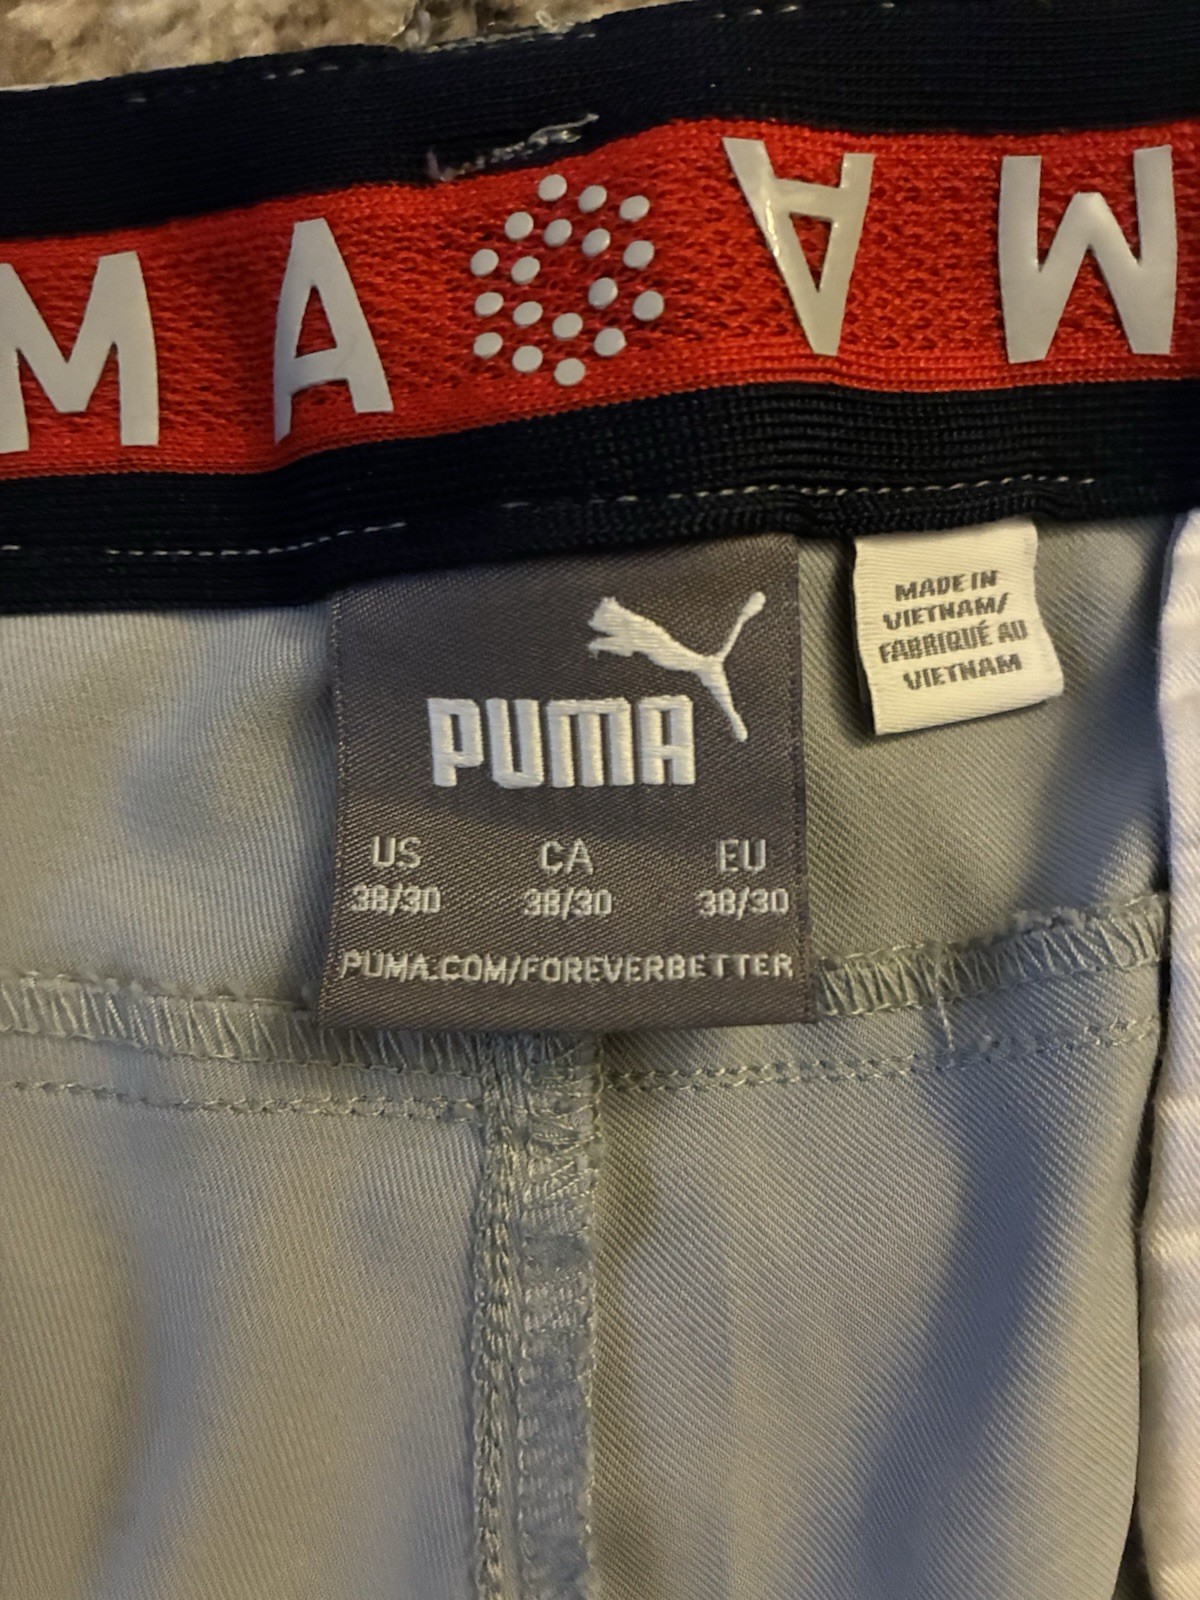 MA AM
PUMA
US CA EU
38/30 38/30 38/30
PUMA.COM/FOREVERBETTER
MADE IN
VIETNAM/
FABRIQUÉ AU
VIETNAM